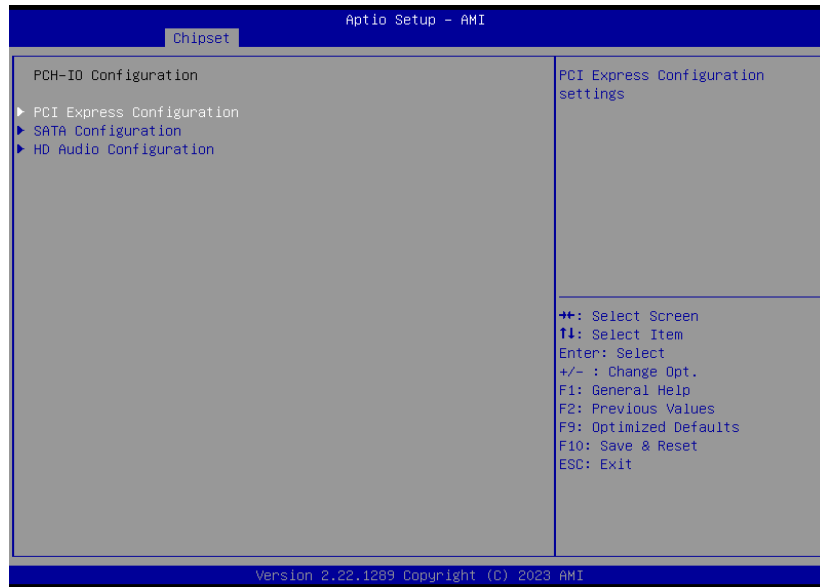 Aptio Setup – AMI
Chipset
PCH-IO Configuration
▶ PCI Express Configuration
▶ SATA Configuration
▶ HD Audio Configuration
PCI Express Configuration
settings
→←: Select Screen
↑↓: Select Item
Enter: Select
+/- : Change Opt.
F1: General Help
F2: Previous Values
F9: Optimized Defaults
F10: Save & Reset
ESC: Exit
Version 2.22.1289 Copyright (C) 2023 AMI